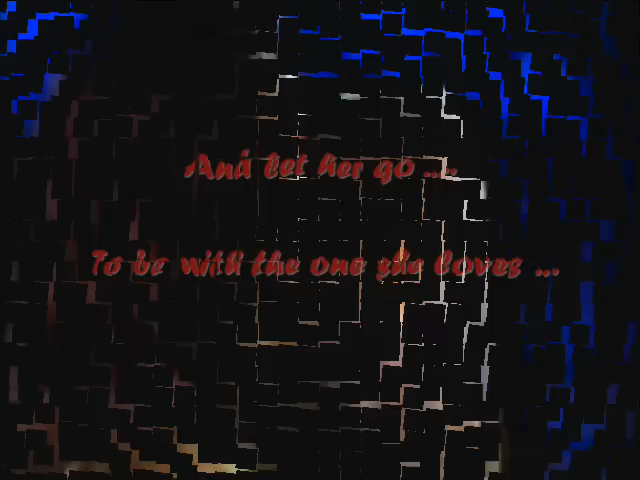 And let her go ....
To be with the one she loves ...